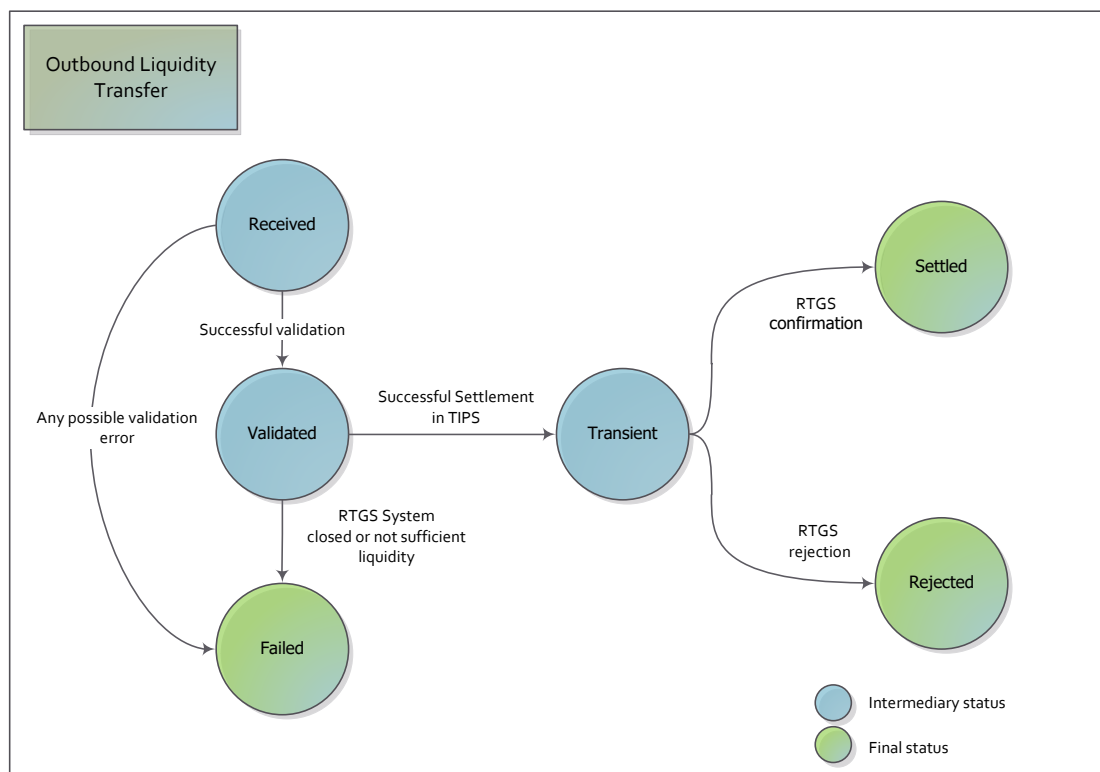 Outbound Liquidity
Transfer
Received
Successful validation
Any possible validation
error
Validated
Successful Settlement
in TIPS
Transient
RTGS System
closed or not sufficient
liquidity
Failed
RTGS
confirmation
Settled
RTGS
rejection
Rejected
Intermediary status
Final status